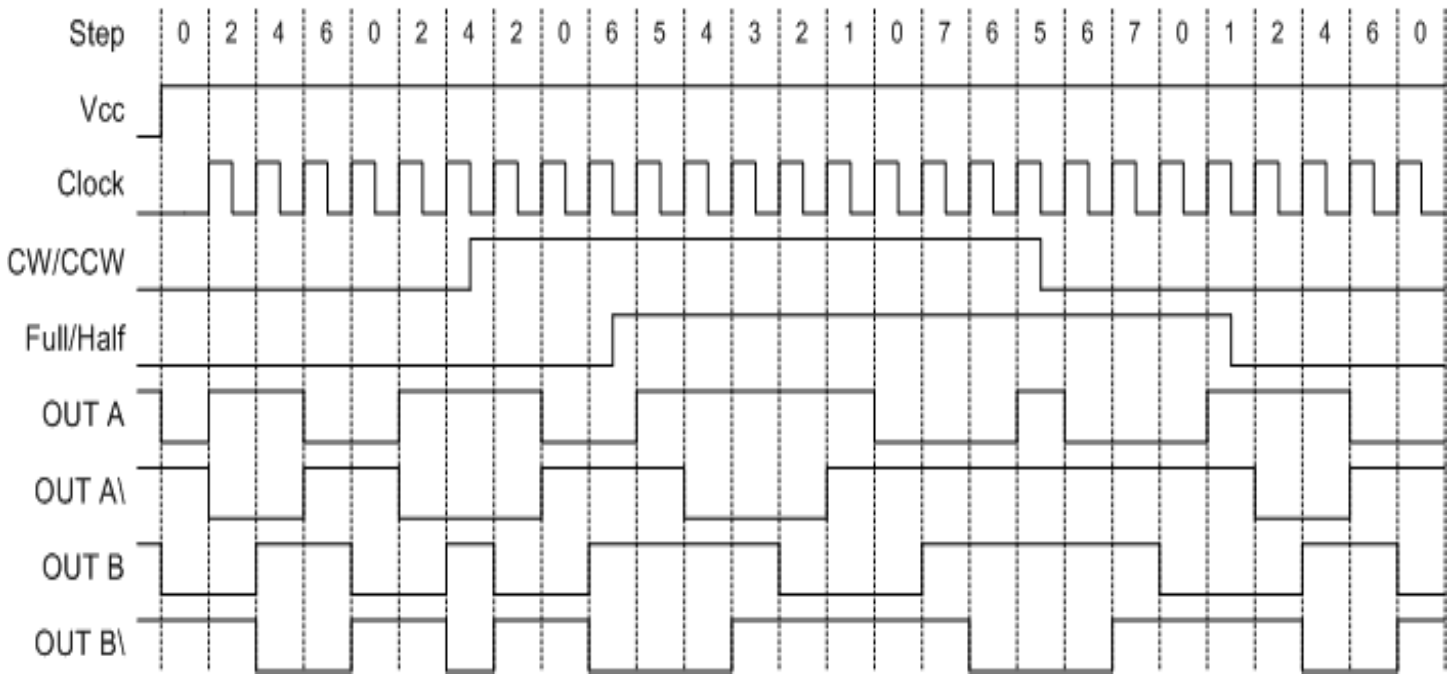 Step 0 2 4 6 0 2 4 2 0 6 5 4 3 2 1 0 7 6 5 6 7 0 1 2 4 6 0
Vcc
Clock
CW/CCW
Full/Half
OUT A
OUT A\
OUT B
OUT B\